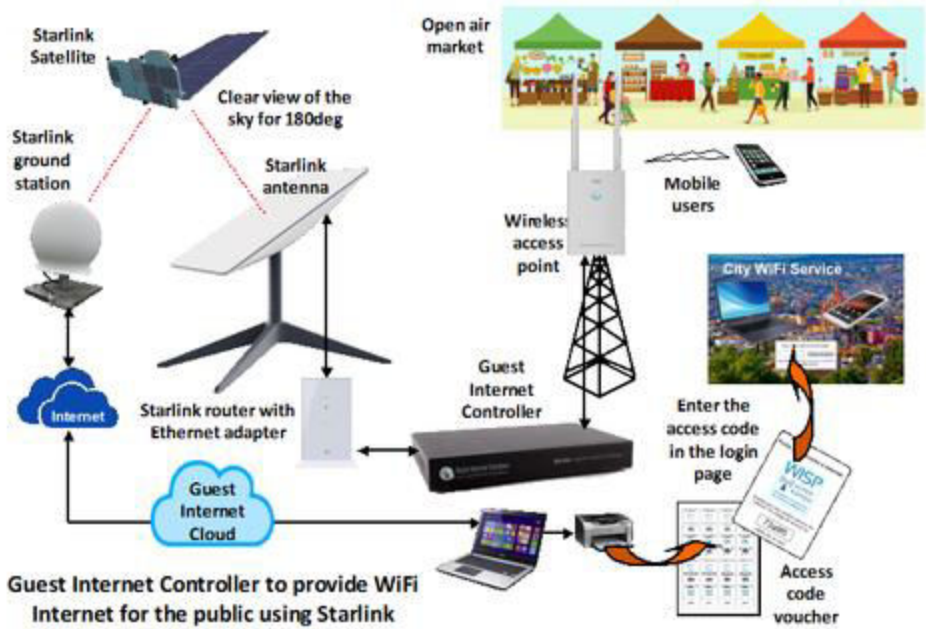 Starlink
Satellite
Open air
market
Clear view of the
sky for 180deg
Starlink
ground
station
Starlink
antenna
Mobile
users
Wireless
access
point
City WiFi Service
Guest
Internet
Controller
Internet
Starlink router with
Ethernet adapter
Enter the
access code
in the login
page
WISP
Guest
Internet
Cloud
Access
code
voucher
Guest Internet Controller to provide WiFi
Internet for the public using Starlink